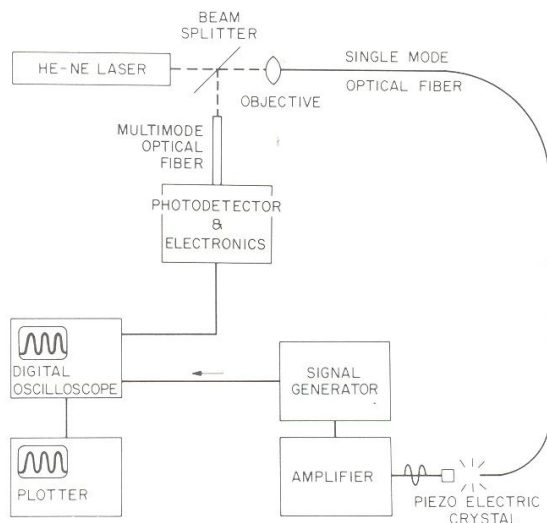 BEAM
SPLITTER
HE-NE LASER
SINGLE MODE
OPTICAL FIBER
OBJECTIVE
MULTIMODE
OPTICAL
FIBER
PHOTODETECTOR
&
ELECTRONICS
DIGITAL
OSCILLOSCOPE
SIGNAL
GENERATOR
PLOTTER
AMPLIFIER
PIEZO ELECTRIC
CRYSTAL